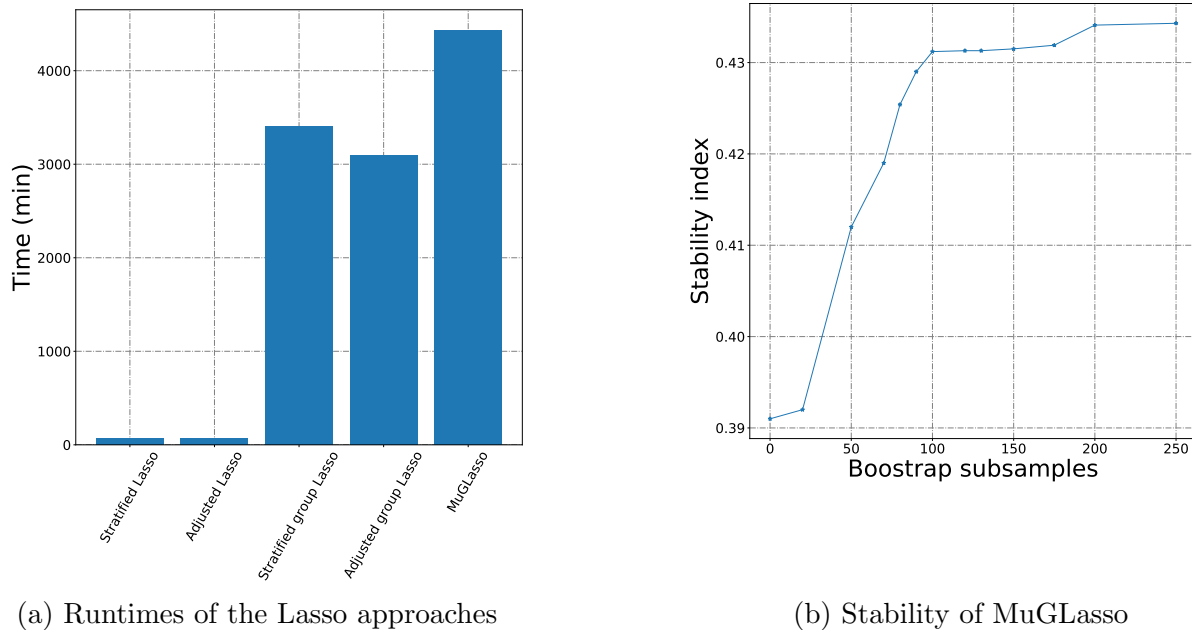 Time (min)
4000
3000
2000
1000
0
Stratified Lasso
Adjusted Lasso
Stratified group Lasso
Adjusted group Lasso
MuGLasso
(a) Runtimes of the Lasso approaches
Stability index
0.43
0.42
0.41
0.40
0.39
0 50 100 150 200 250
Boostrap subsamples
(b) Stability of MuGLasso